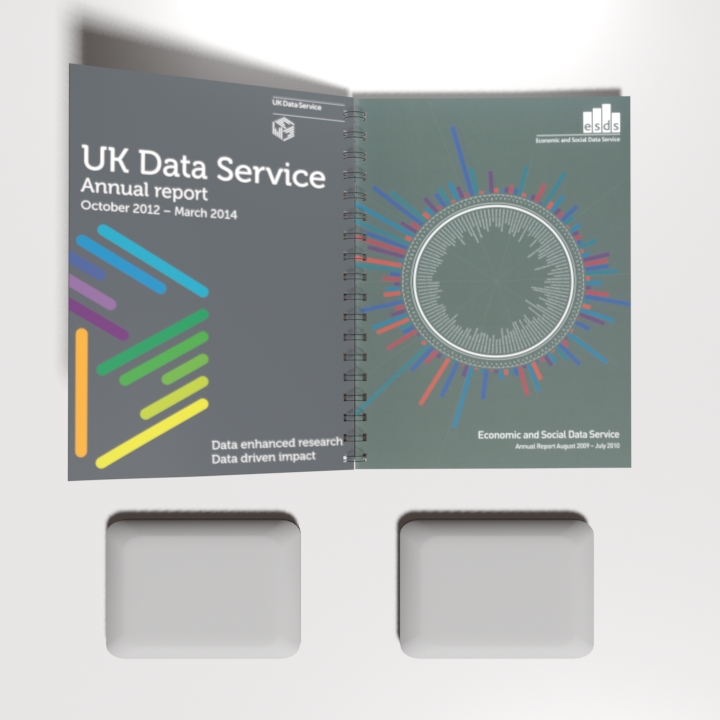 UK Data Service
UK Data Service
Annual report
October 2012 – March 2014
Data enhanced research
Data driven impact
esds
Economic and Social Data Service
Economic and Social Data Service
Annual Report August 2009 – July 2010